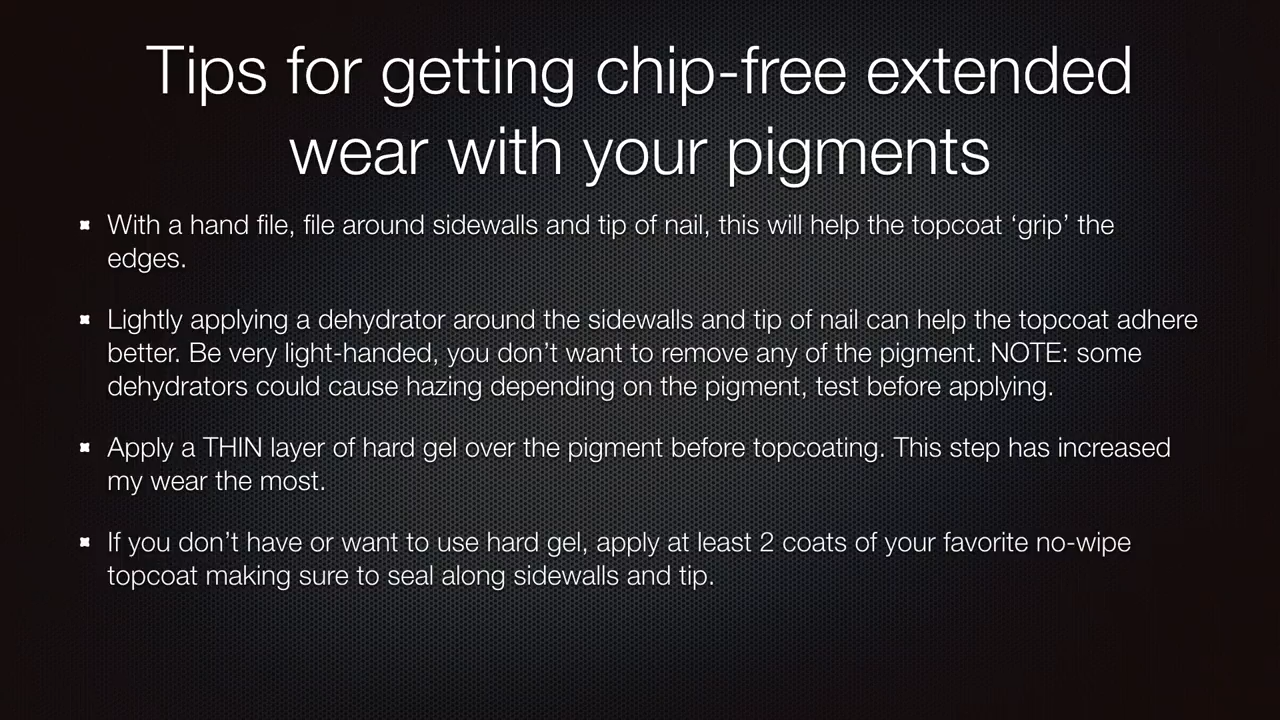 Tips for getting chip-free extended
wear with your pigments
With a hand file, file around sidewalls and tip of nail, this will help the topcoat ‘grip’ the
edges.
Lightly applying a dehydrator around the sidewalls and tip of nail can help the topcoat adhere
better. Be very light-handed, you don’t want to remove any of the pigment. NOTE: some
dehydrators could cause hazing depending on the pigment, test before applying.
Apply a THIN layer of hard gel over the pigment before topcoating. This step has increased
my wear the most.
If you don’t have or want to use hard gel, apply at least 2 coats of your favorite no-wipe
topcoat making sure to seal along sidewalls and tip.